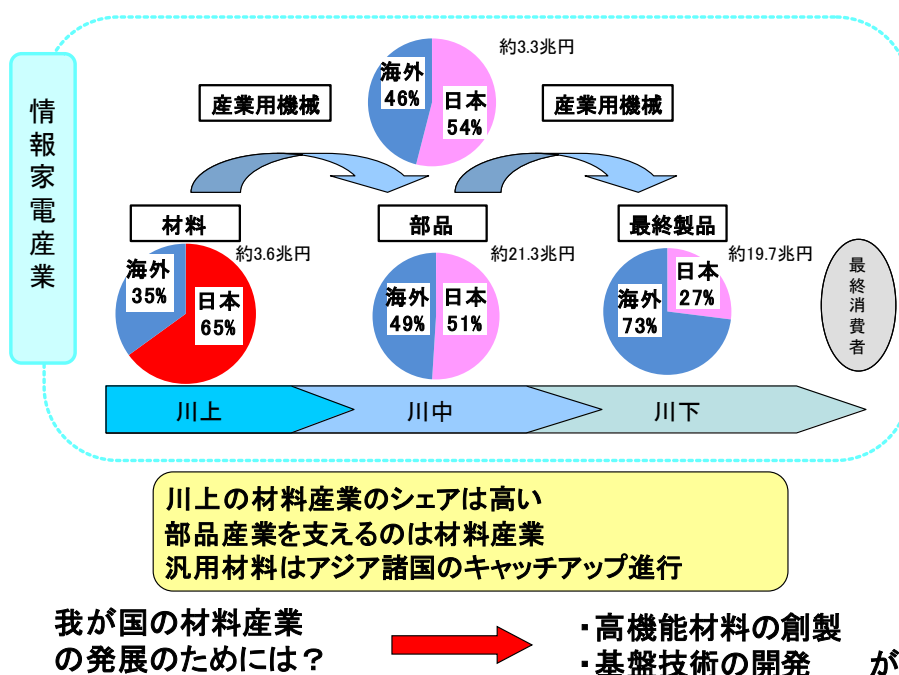 情報家電産業
約3.3兆円
海外
46%
日本
54%
産業用機械
産業用機械
材料
部品
最終製品
約3.6兆円
海外
35%
日本
65%
約21.3兆円
海外
49%
日本
51%
約19.7兆円
日本
27%
海外
73%
最終消費者
川上
川中
川下
川上の材料産業のシェアは高い
部品産業を支えるのは材料産業
汎用材料はアジア諸国のキャッチアップ進行
我が国の材料産業
の発展のためには？
・高機能材料の創製
・基盤技術の開発 が